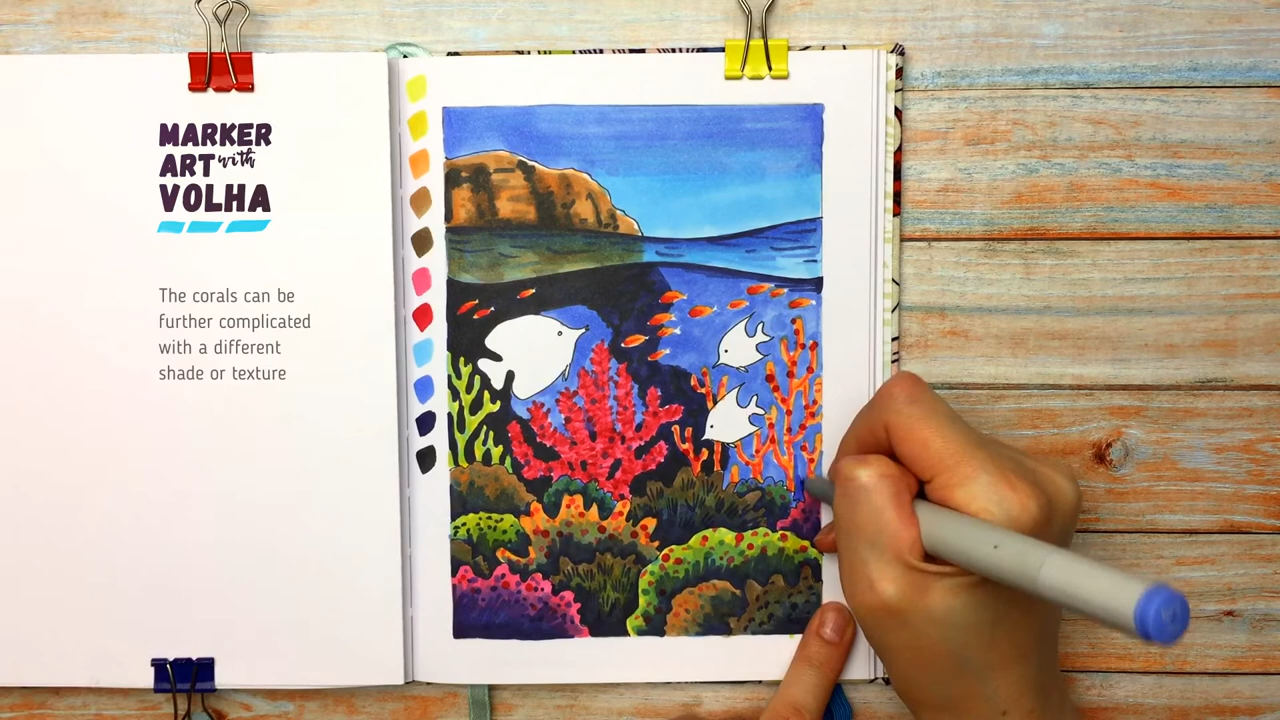 MARKER
ART with
VOLHA
The corals can be
further complicated
with a different
shade or texture